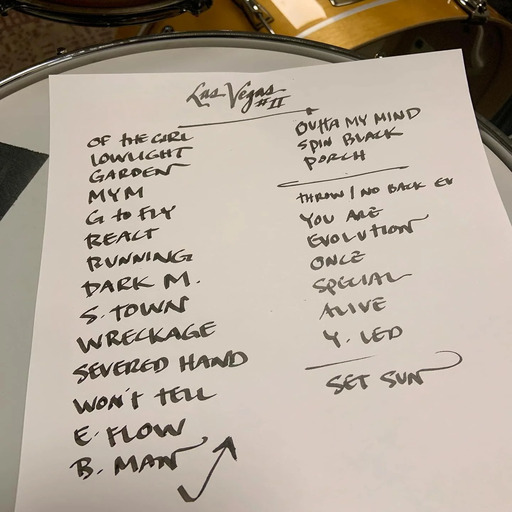 Las Vegas
#II
OF THE GIRL
LOWLIGHT
GARDEN
MYM
G to FLY
REACT
RUNNING
DARK M.
S. TOWN
WRECKAGE
SEVERED HAND
WON'T TELL
E. FLOW
B. MAN
OUTTA MY MIND
SPIN BLACK
PORCH
THROW / NO BACK EV
YOU ARE
EVOLUTION
ONCE
SPECIAL
ALIVE
Y. LED
SET SUN